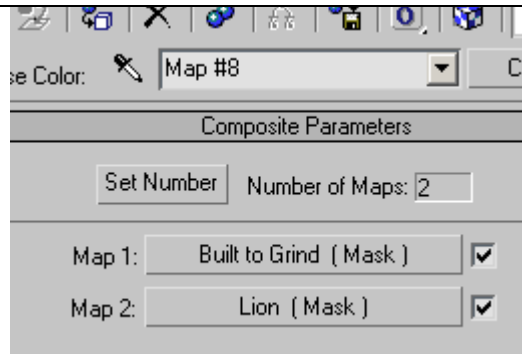 se Color: Map #8 C
Composite Parameters
Set Number Number of Maps: 2
Map 1: Built to Grind ( Mask )
Map 2: Lion ( Mask )